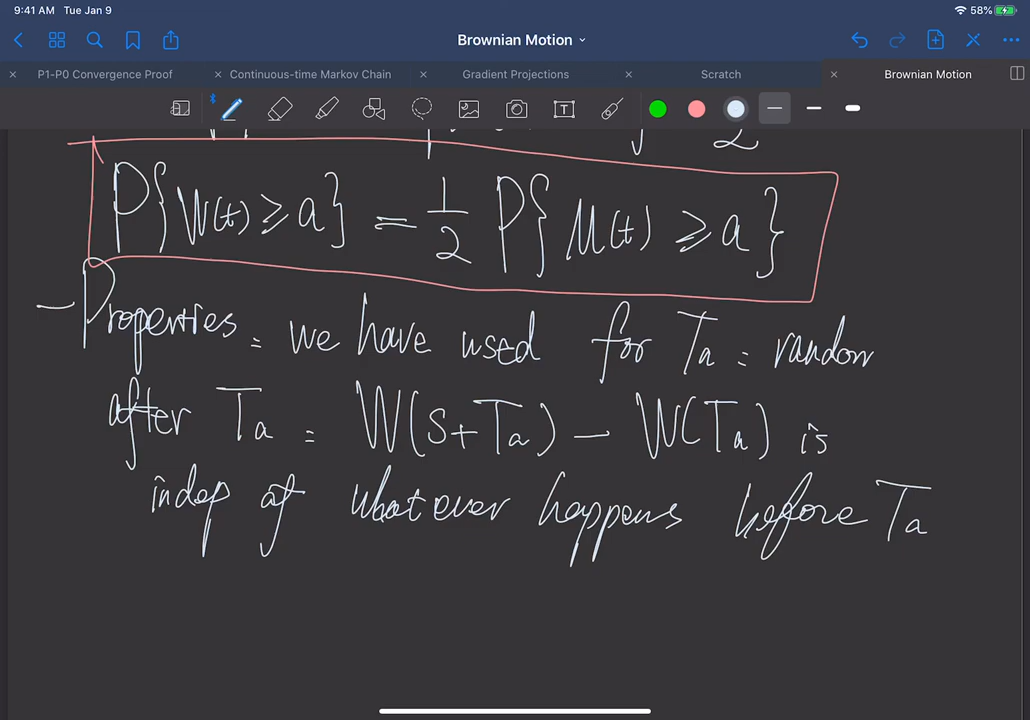 9:41 AM Tue Jan 9 58%
Brownian Motion
P1-P0 Convergence Proof Continuous-time Markov Chain Gradient Projections Scratch Brownian Motion
2
P{W(t) ≥ a} = 1/2 P{M(t) ≥ a}
- Properties: we have used for Ta: random
after Ta: W(s+Ta) - W(Ta) is
indep of whatever happens before Ta